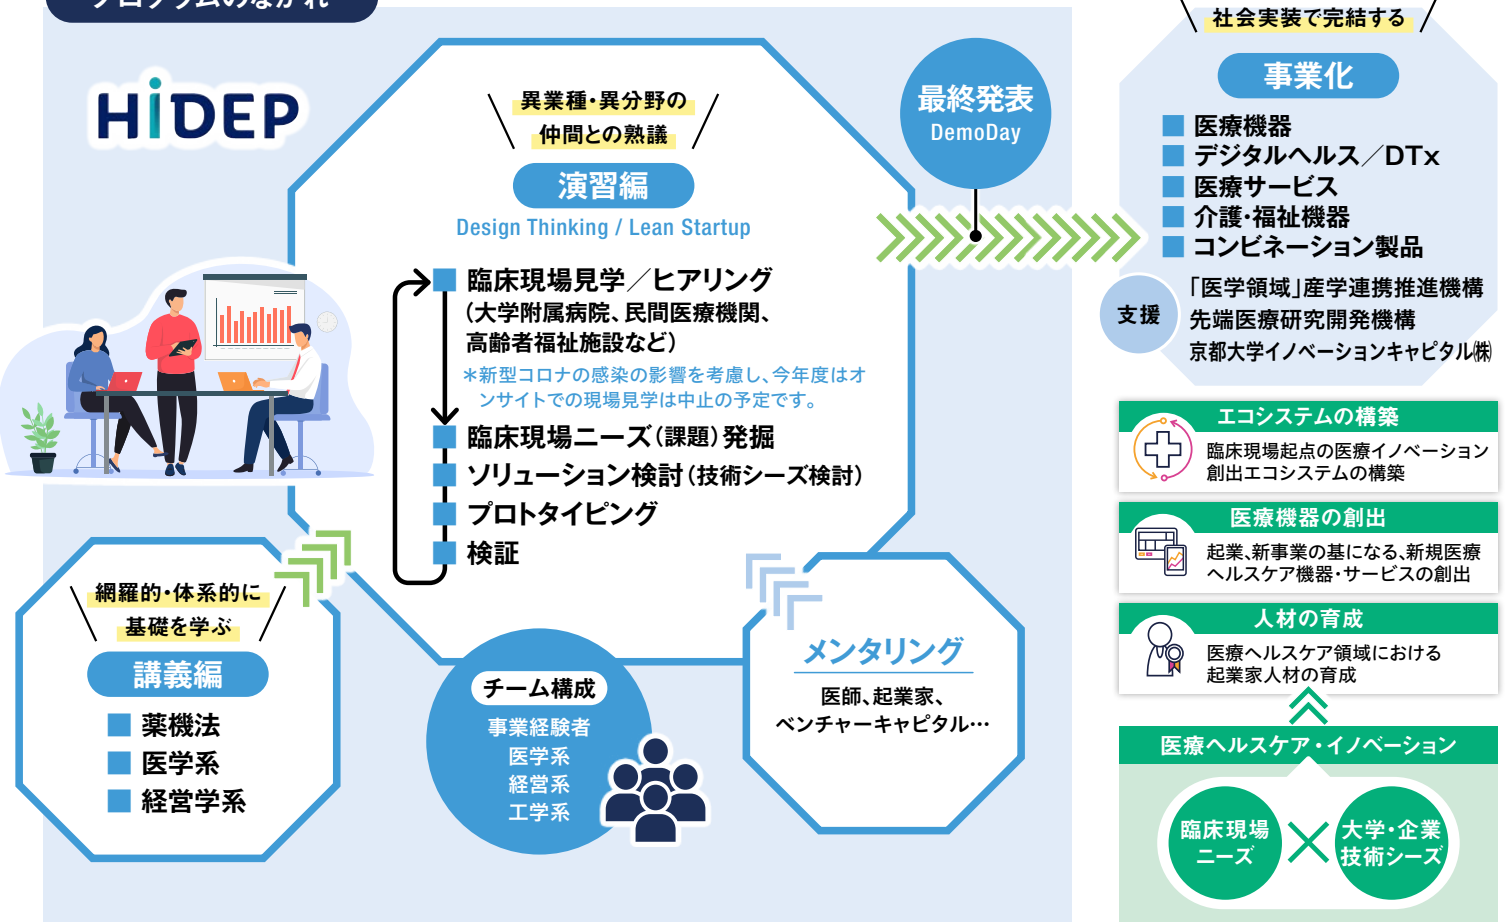 プログラムのながれ
HiDEP
異業種・異分野の
仲間との熟議
演習編
Design Thinking / Lean Startup
臨床現場見学／ヒアリング
(大学附属病院、民間医療機関、
高齢者福祉施設など)
＊新型コロナの感染の影響を考慮し、今年度はオ
ンサイトでの現場見学は中止の予定です。
臨床現場ニーズ(課題)発掘
ソリューション検討(技術シーズ検討)
プロトタイピング
検証
網羅的・体系的に
基礎を学ぶ
講義編
薬機法
医学系
経営学系
チーム構成
事業経験者
医学系
経営系
工学系
メンタリング
医師、起業家、
ベンチャーキャピタル…
最終発表
DemoDay
社会実装で完結する
事業化
医療機器
デジタルヘルス／DTx
医療サービス
介護・福祉機器
コンビネーション製品
支援
「医学領域」産学連携推進機構
先端医療研究開発機構
京都大学イノベーションキャピタル㈱
エコシステムの構築
臨床現場起点の医療イノベーション
創出エコシステムの構築
医療機器の創出
起業、新事業の基になる、新規医療
ヘルスケア機器・サービスの創出
人材の育成
医療ヘルスケア領域における
起業家人材の育成
医療ヘルスケア・イノベーション
臨床現場
ニーズ
大学・企業
技術シーズ